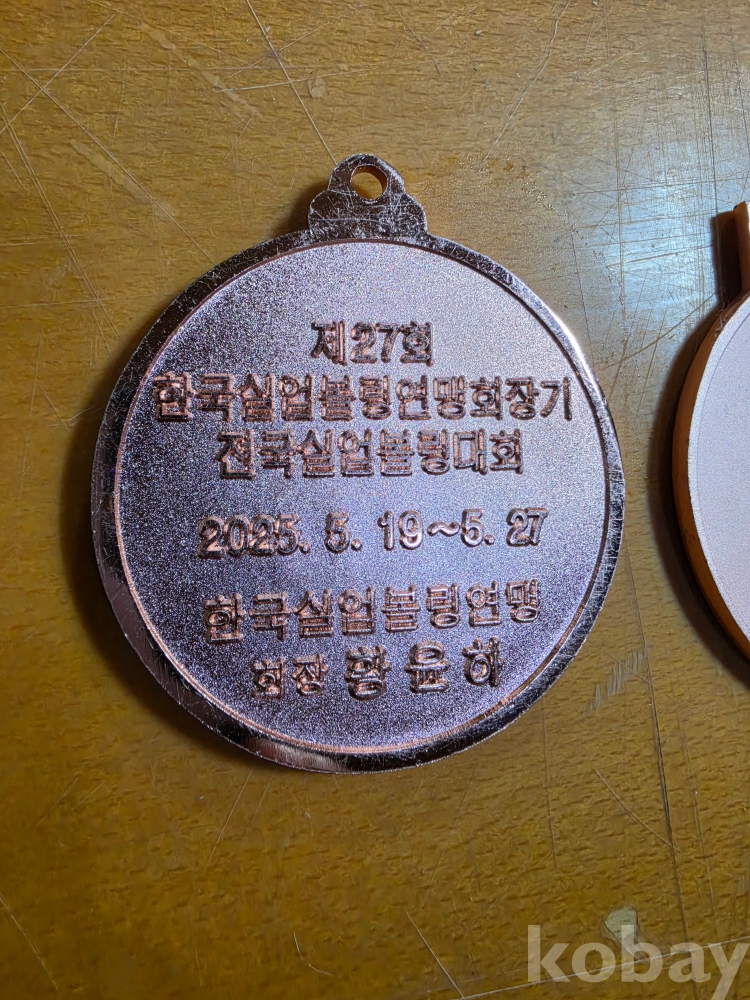 제27회
한국실업볼링연맹회장기
전국실업볼링대회
2025. 5. 19~5. 27
한국실업볼링연맹
회장 황윤하
kobay